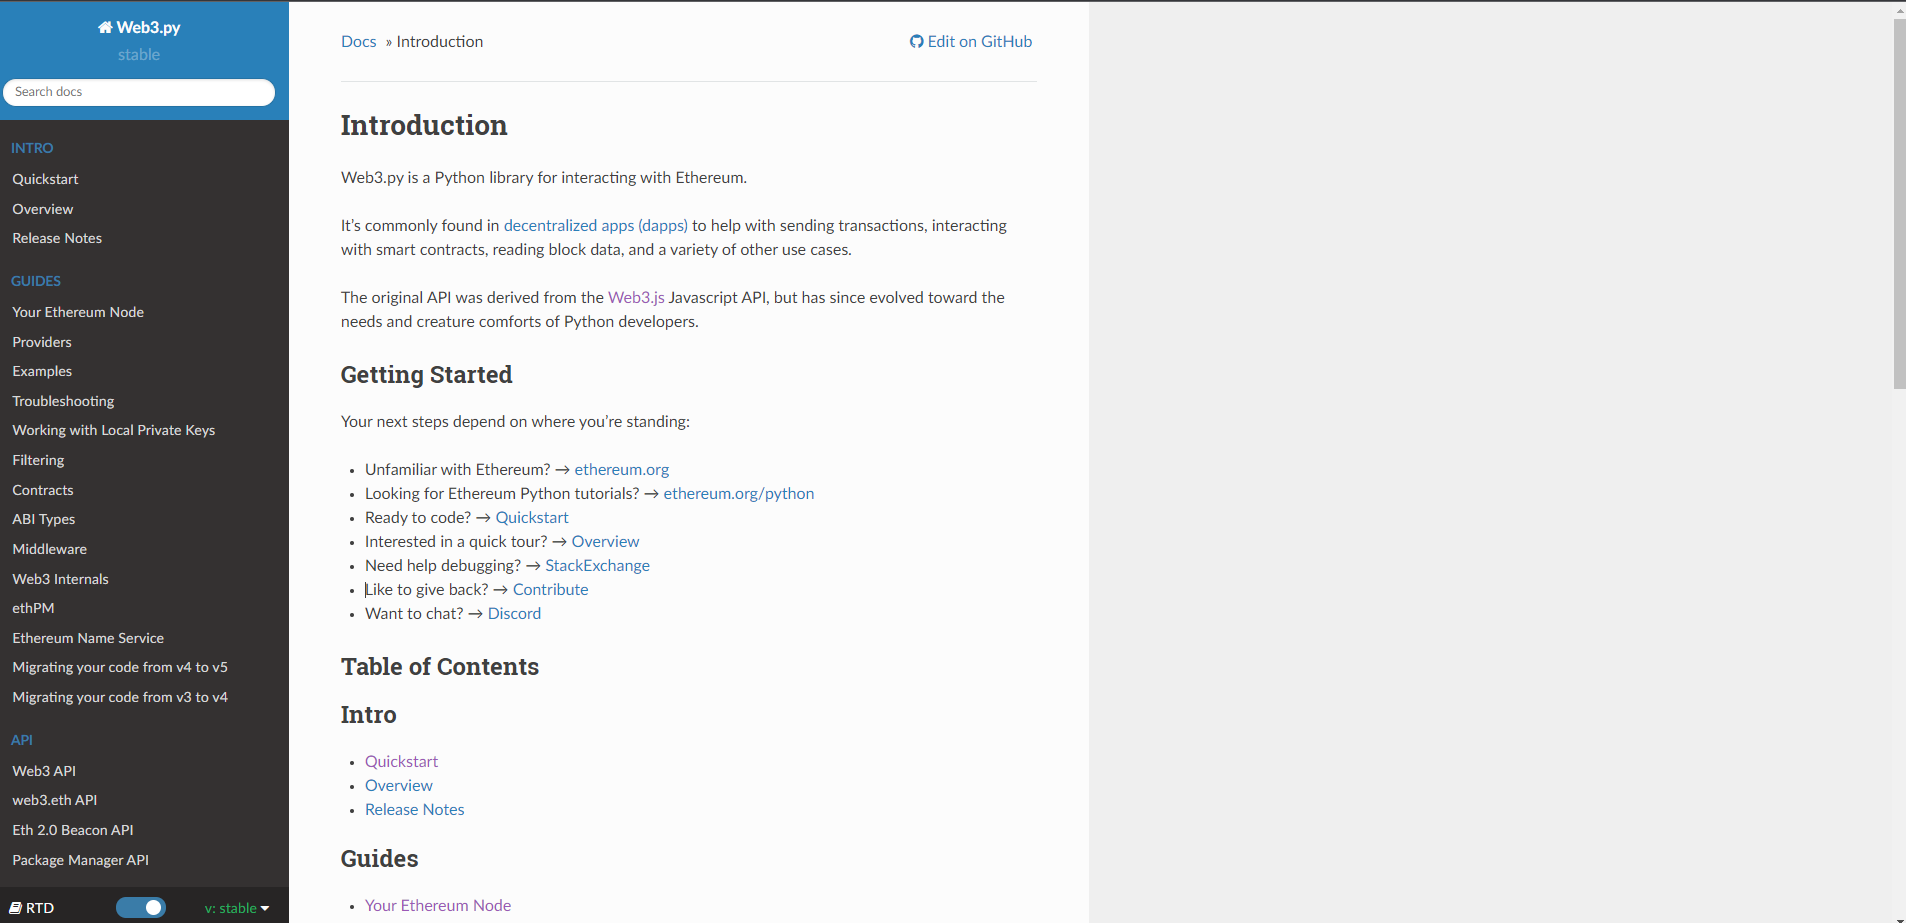 Web3.py
stable
Search docs
INTRO
Quickstart
Overview
Release Notes
GUIDES
Your Ethereum Node
Providers
Examples
Troubleshooting
Working with Local Private Keys
Filtering
Contracts
ABI Types
Middleware
Web3 Internals
ethPM
Ethereum Name Service
Migrating your code from v4 to v5
Migrating your code from v3 to v4
API
Web3 API
web3.eth API
Eth 2.0 Beacon API
Package Manager API
RTD
v: stable
Docs » Introduction
Edit on GitHub
Introduction
Web3.py is a Python library for interacting with Ethereum.
It’s commonly found in decentralized apps (dapps) to help with sending transactions, interacting
with smart contracts, reading block data, and a variety of other use cases.
The original API was derived from the Web3.js Javascript API, but has since evolved toward the
needs and creature comforts of Python developers.
Getting Started
Your next steps depend on where you’re standing:
• Unfamiliar with Ethereum? → ethereum.org
• Looking for Ethereum Python tutorials? → ethereum.org/python
• Ready to code? → Quickstart
• Interested in a quick tour? → Overview
• Need help debugging? → StackExchange
• Like to give back? → Contribute
• Want to chat? → Discord
Table of Contents
Intro
• Quickstart
• Overview
• Release Notes
Guides
• Your Ethereum Node